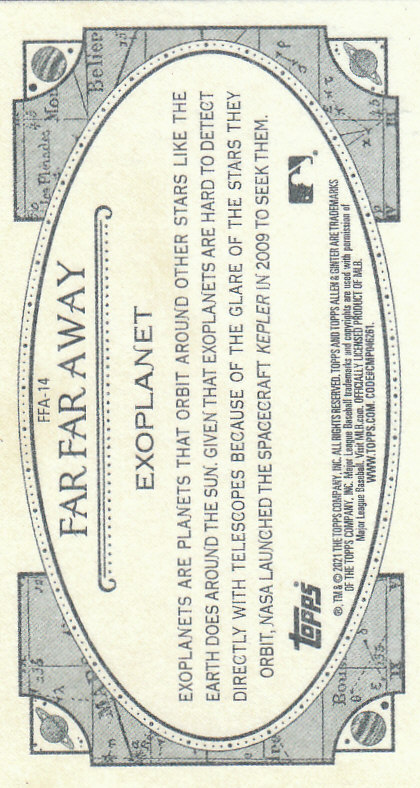 FFA-14
FAR FAR AWAY
EXOPLANET
EXOPLANETS ARE PLANETS THAT ORBIT AROUND OTHER STARS LIKE THE
EARTH DOES AROUND THE SUN. GIVEN THAT EXOPLANETS ARE HARD TO DETECT
DIRECTLY WITH TELESCOPES BECAUSE OF THE GLARE OF THE STARS THEY
ORBIT, NASA LAUNCHED THE SPACECRAFT KEPLER IN 2009 TO SEEK THEM.
topps
®, TM & © 2021 THE TOPPS COMPANY, INC. ALL RIGHTS RESERVED. TOPPS AND TOPPS ALLEN & GINTER ARE TRADEMARKS
OF THE TOPPS COMPANY, INC. Major League Baseball trademarks and copyrights are used with permission of
Major League Baseball. Visit MLB.com. OFFICIALLY LICENSED PRODUCT OF MLB.
WWW.TOPPS.COM. CODE#CMP046261.
Belier
les Pleiades